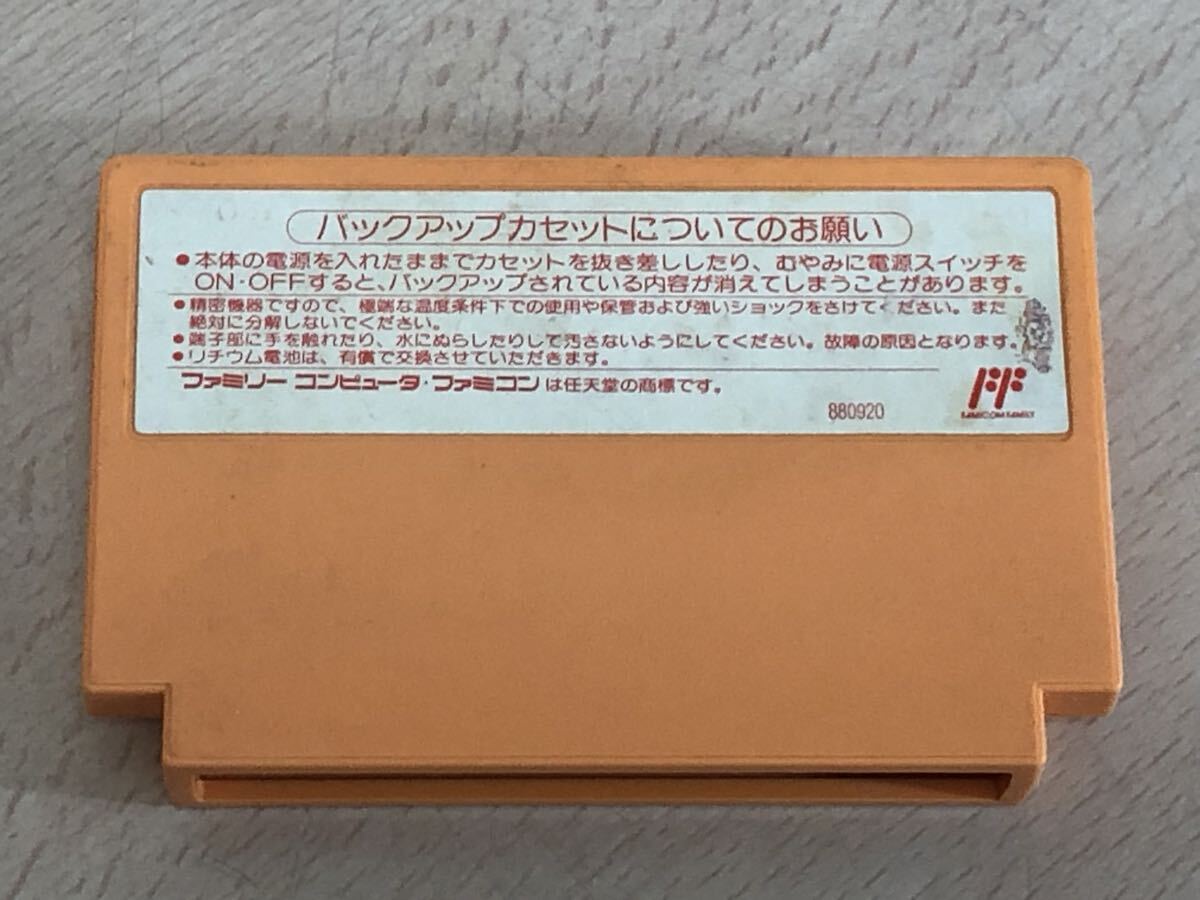 バックアップカセットについてのお願い
●本体の電源を入れたままでカセットを抜き差ししたり、むやみに電源スイッチを
ON・OFFすると、バックアップされている内容が消えてしまうことがあります。
●精密機器ですので、極端な温度条件下での使用や保管および強いショックをさけてください。また
絶対に分解しないでください。
●端子部に手を触れたり、水にぬらしたりして汚さないようにしてください。故障の原因となります。
●リチウム電池は、有償で交換させていただきます。
ファミリー コンピュータ・ファミコンは任天堂の商標です。
880920
FF
FAMICOM FAMILY